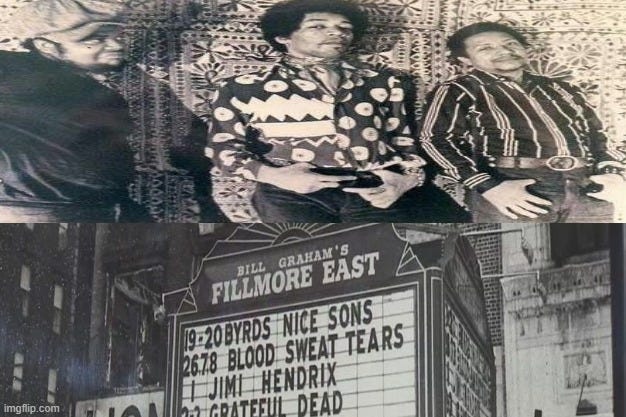 BILL GRAHAM'S
FILLMORE EAST
19-20 BYRDS NICE SONS
26.7.8 BLOOD SWEAT TEARS
1 JIMI HENDRIX
GRATEFUL DEAD
imgflip.com